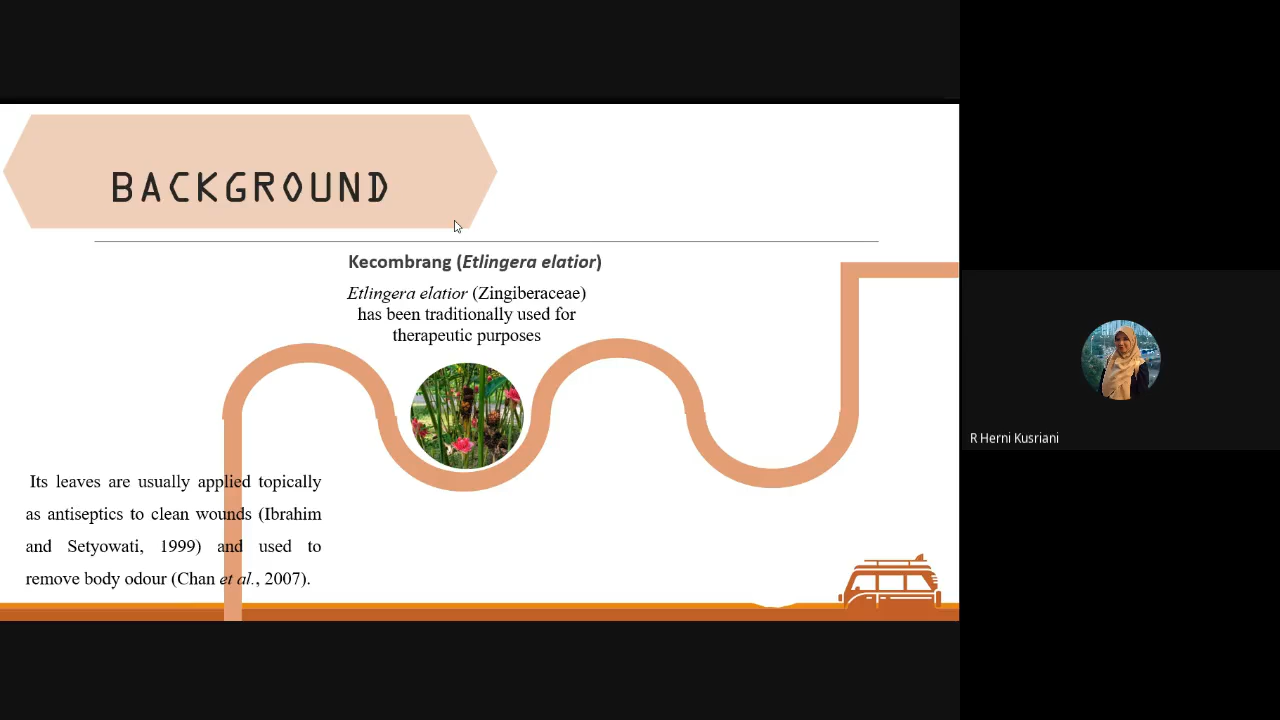 BACKGROUND
Kecombrang (Etlingera elatior)
Etlingera elatior (Zingiberaceae)
has been traditionally used for
therapeutic purposes
Its leaves are usually applied topically
as antiseptics to clean wounds (Ibrahim
and Setyowati, 1999) and used to
remove body odour (Chan et al., 2007).
R Herni Kusriani